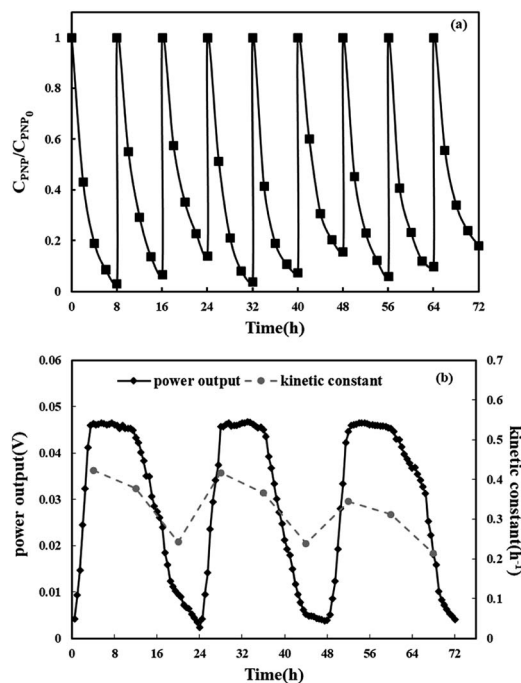 (a)
1
0.8
0.6
0.4
0.2
0
C_PNP/C_PNP₀
0 8 16 24 32 40 48 56 64 72
Time(h)
(b)
power output kinetic constant
0.06
0.05
0.04
0.03
0.02
0.01
0
power output(V)
0.7
0.6
0.5
0.4
0.3
0.2
0.1
0
kinetic constant(h⁻¹)
0 8 16 24 32 40 48 56 64 72
Time(h)